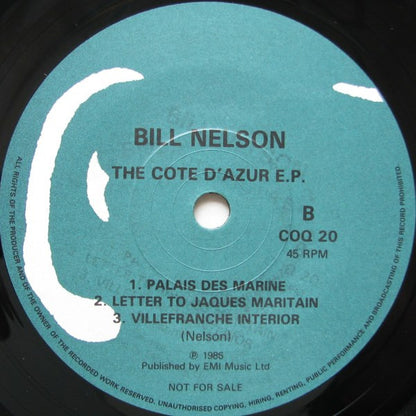 BILL NELSON
THE COTE D'AZUR E.P.
B
COQ 20
45 RPM
1. PALAIS DES MARINE
2. LETTER TO JAQUES MARITAIN
3. VILLEFRANCHE INTERIOR
(Nelson)
℗ 1985
Published by EMI Music Ltd
NOT FOR SALE
ALL RIGHTS OF THE PRODUCER AND OF THE OWNER OF THE RECORDED WORK RESERVED. UNAUTHORISED COPYING, HIRING, RENTING, PUBLIC PERFORMANCE AND BROADCASTING OF THIS RECORD PROHIBITED.